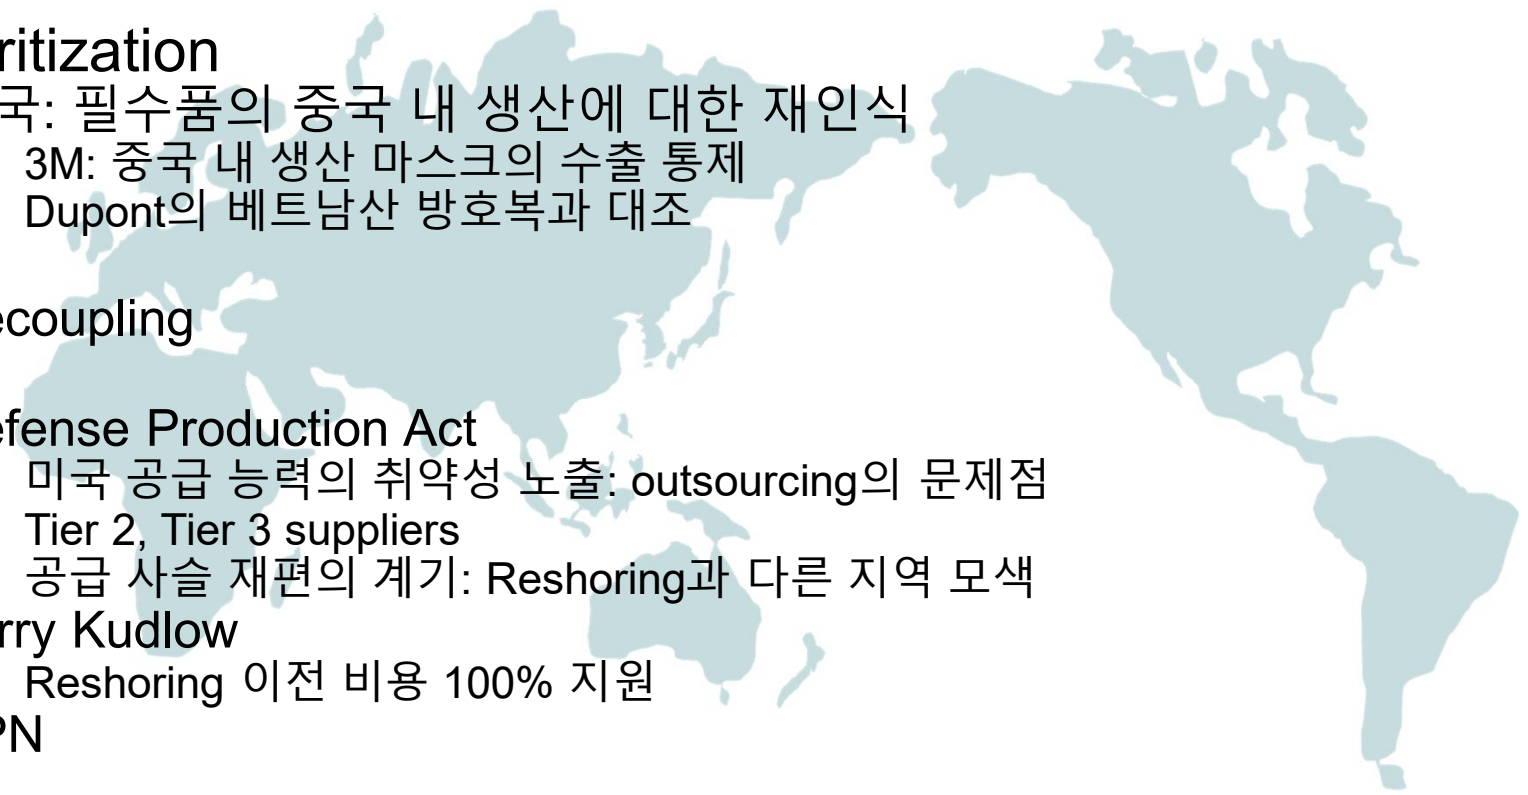 ritization
국: 필수품의 중국 내 생산에 대한 재인식
3M: 중국 내 생산 마스크의 수출 통제
Dupont의 베트남산 방호복과 대조
ecoupling
efense Production Act
미국 공급 능력의 취약성 노출: outsourcing의 문제점
Tier 2, Tier 3 suppliers
공급 사슬 재편의 계기: Reshoring과 다른 지역 모색
rry Kudlow
Reshoring 이전 비용 100% 지원
PN